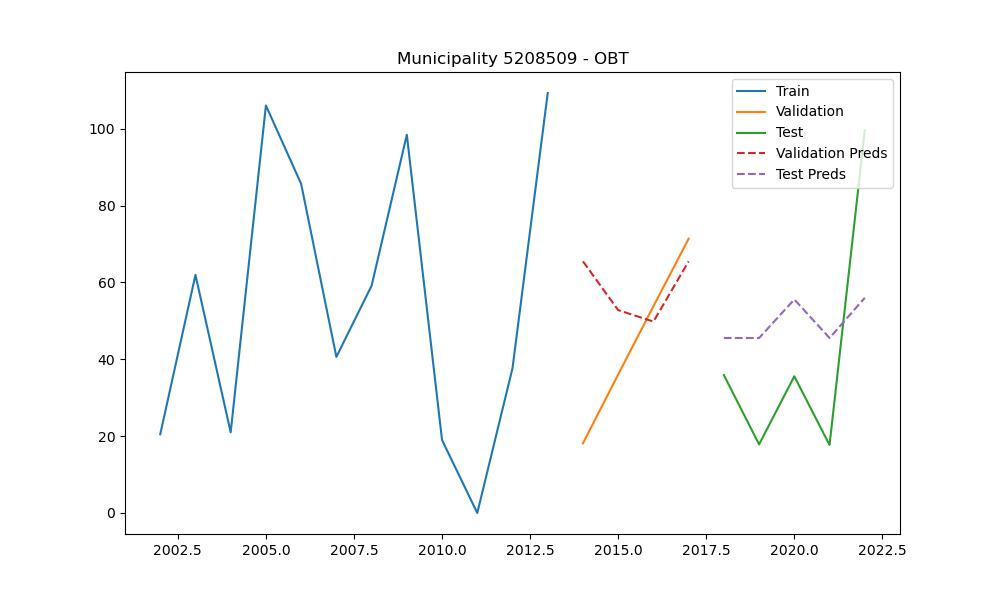 Municipality 5208509 - OBT
Train
Validation
Test
Validation Preds
Test Preds
100
80
60
40
20
0
2002.5 2005.0 2007.5 2010.0 2012.5 2015.0 2017.5 2020.0 2022.5